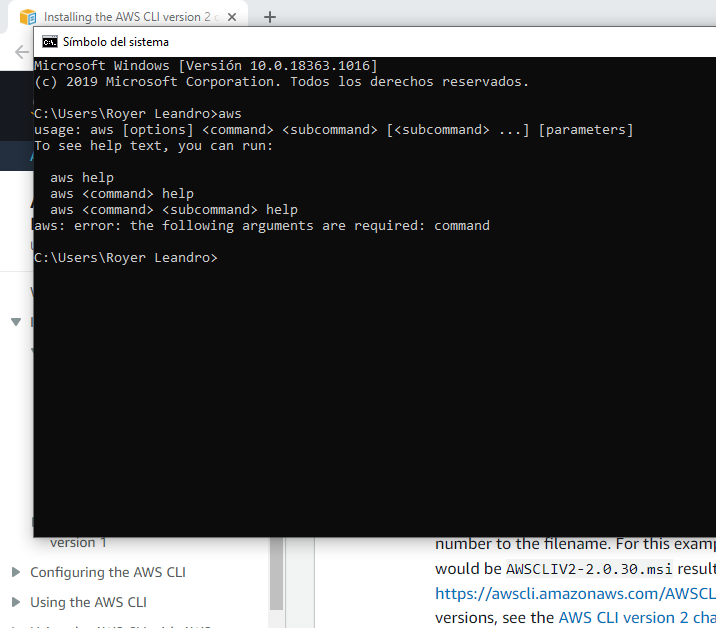 Installing the AWS CLI version 2
Símbolo del sistema
Microsoft Windows [Versión 10.0.18363.1016]
(c) 2019 Microsoft Corporation. Todos los derechos reservados.
C:\Users\Royer Leandro>aws
usage: aws [options] <command> <subcommand> [<subcommand> ...] [parameters]
To see help text, you can run:
aws help
aws <command> help
aws <command> <subcommand> help
aws: error: the following arguments are required: command
C:\Users\Royer Leandro>
version 1
Configuring the AWS CLI
Using the AWS CLI
number to the filename. For this examp
would be AWSCLIV2-2.0.30.msi result
https://awscli.amazonaws.com/AWSCL
versions, see the AWS CLI version 2 cha